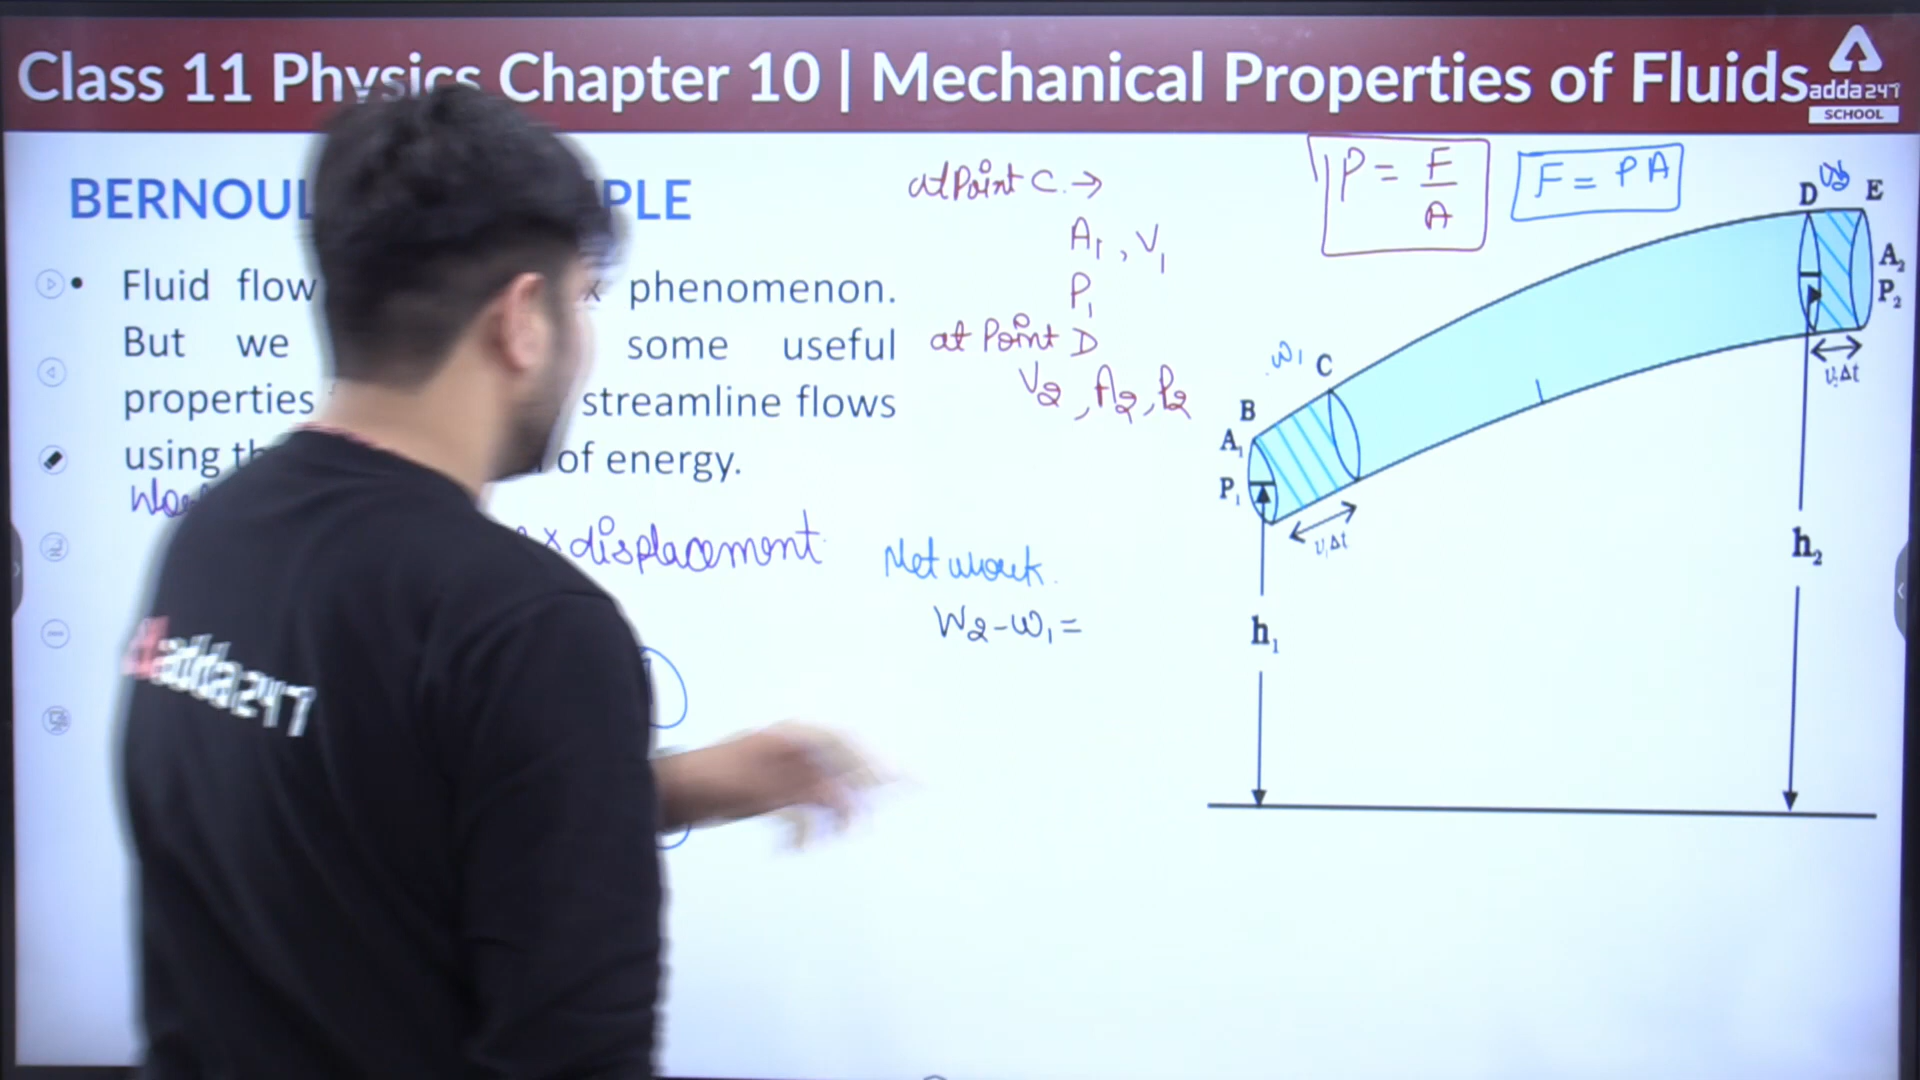 Class 11 Physics Chapter 10 | Mechanical Properties of Fluids
adda247
SCHOOL
BERNOUL PLE
• Fluid flow x phenomenon.
But we some useful
properties streamline flows
using th of energy.
x displacement
adda247
at Point C. →
A1, V1
P1
at Point D
V2, A2, P2
Net work.
W2-W1=
P = F/A
F = PA
D E
A2
P2
W1 C
B
A1
P1
V1Δt
Δt
h1
h2